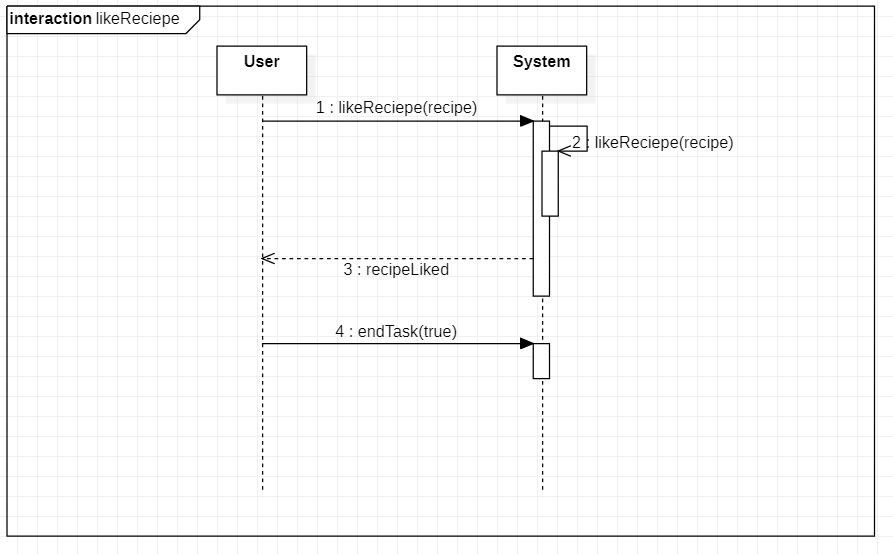 interaction likeReciepe
User
System
1 : likeReciepe(recipe)
2 : likeReciepe(recipe)
3 : recipeLiked
4 : endTask(true)